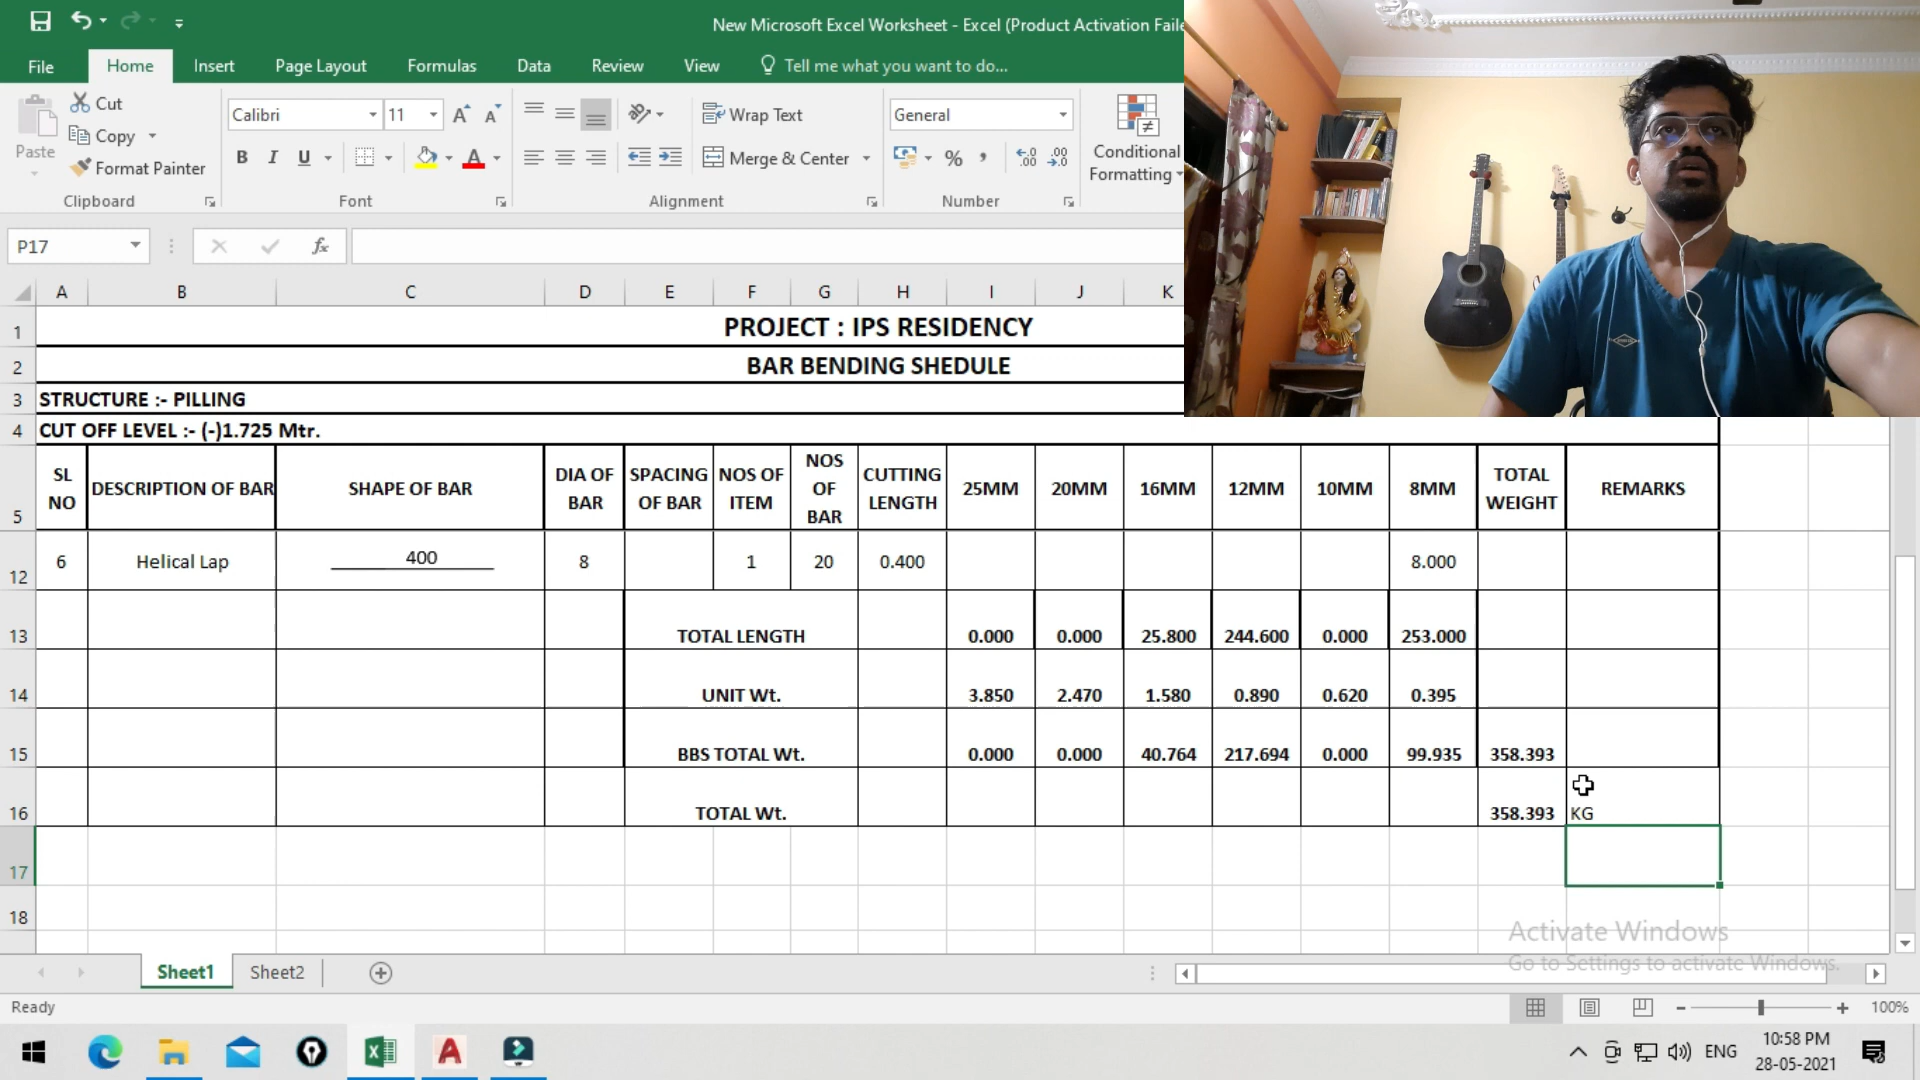 New Microsoft Excel Worksheet - Excel (Product Activation Faile
File Home Insert Page Layout Formulas Data Review View Tell me what you want to do...
Cut
Copy
Paste
Format Painter
Clipboard
Calibri 11
B I U
Font
Wrap Text
Merge & Center
Alignment
General
%
Number
Conditional
Formatting
P17 fx
A B C D E F G H I J K
1 PROJECT : IPS RESIDENCY
2 BAR BENDING SHEDULE
3 STRUCTURE :- PILLING
4 CUT OFF LEVEL :- (-)1.725 Mtr.
5 SL NO DESCRIPTION OF BAR SHAPE OF BAR DIA OF BAR SPACING OF BAR NOS OF ITEM NOS OF BAR CUTTING LENGTH 25MM 20MM 16MM 12MM 10MM 8MM TOTAL WEIGHT REMARKS
12 6 Helical Lap 400 8 1 20 0.400 8.000
13 TOTAL LENGTH 0.000 0.000 25.800 244.600 0.000 253.000
14 UNIT Wt. 3.850 2.470 1.580 0.890 0.620 0.395
15 BBS TOTAL Wt. 0.000 0.000 40.764 217.694 0.000 99.935 358.393
16 TOTAL Wt. 358.393 KG
17
18
Activate Windows
Go to Settings to activate Windows.
Sheet1 Sheet2
Ready 100%
ENG
10:58 PM
28-05-2021